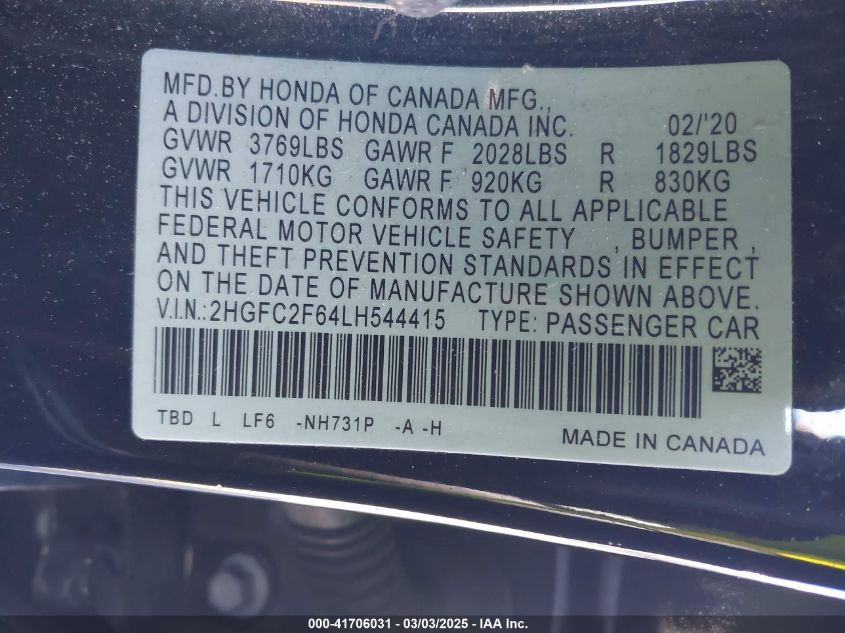 MFD.BY HONDA OF CANADA MFG.,
A DIVISION OF HONDA CANADA INC. 02/'20
GVWR 3769LBS GAWR F 2028LBS R 1829LBS
GVWR 1710KG GAWR F 920KG R 830KG
THIS VEHICLE CONFORMS TO ALL APPLICABLE
FEDERAL MOTOR VEHICLE SAFETY , BUMPER ,
AND THEFT PREVENTION STANDARDS IN EFFECT
ON THE DATE OF MANUFACTURE SHOWN ABOVE.
V.I.N.: 2HGFC2F64LH544415 TYPE: PASSENGER CAR
TBD L LF6 -NH731P -A -H
MADE IN CANADA
000-41706031 - 03/03/2025 - IAA Inc.